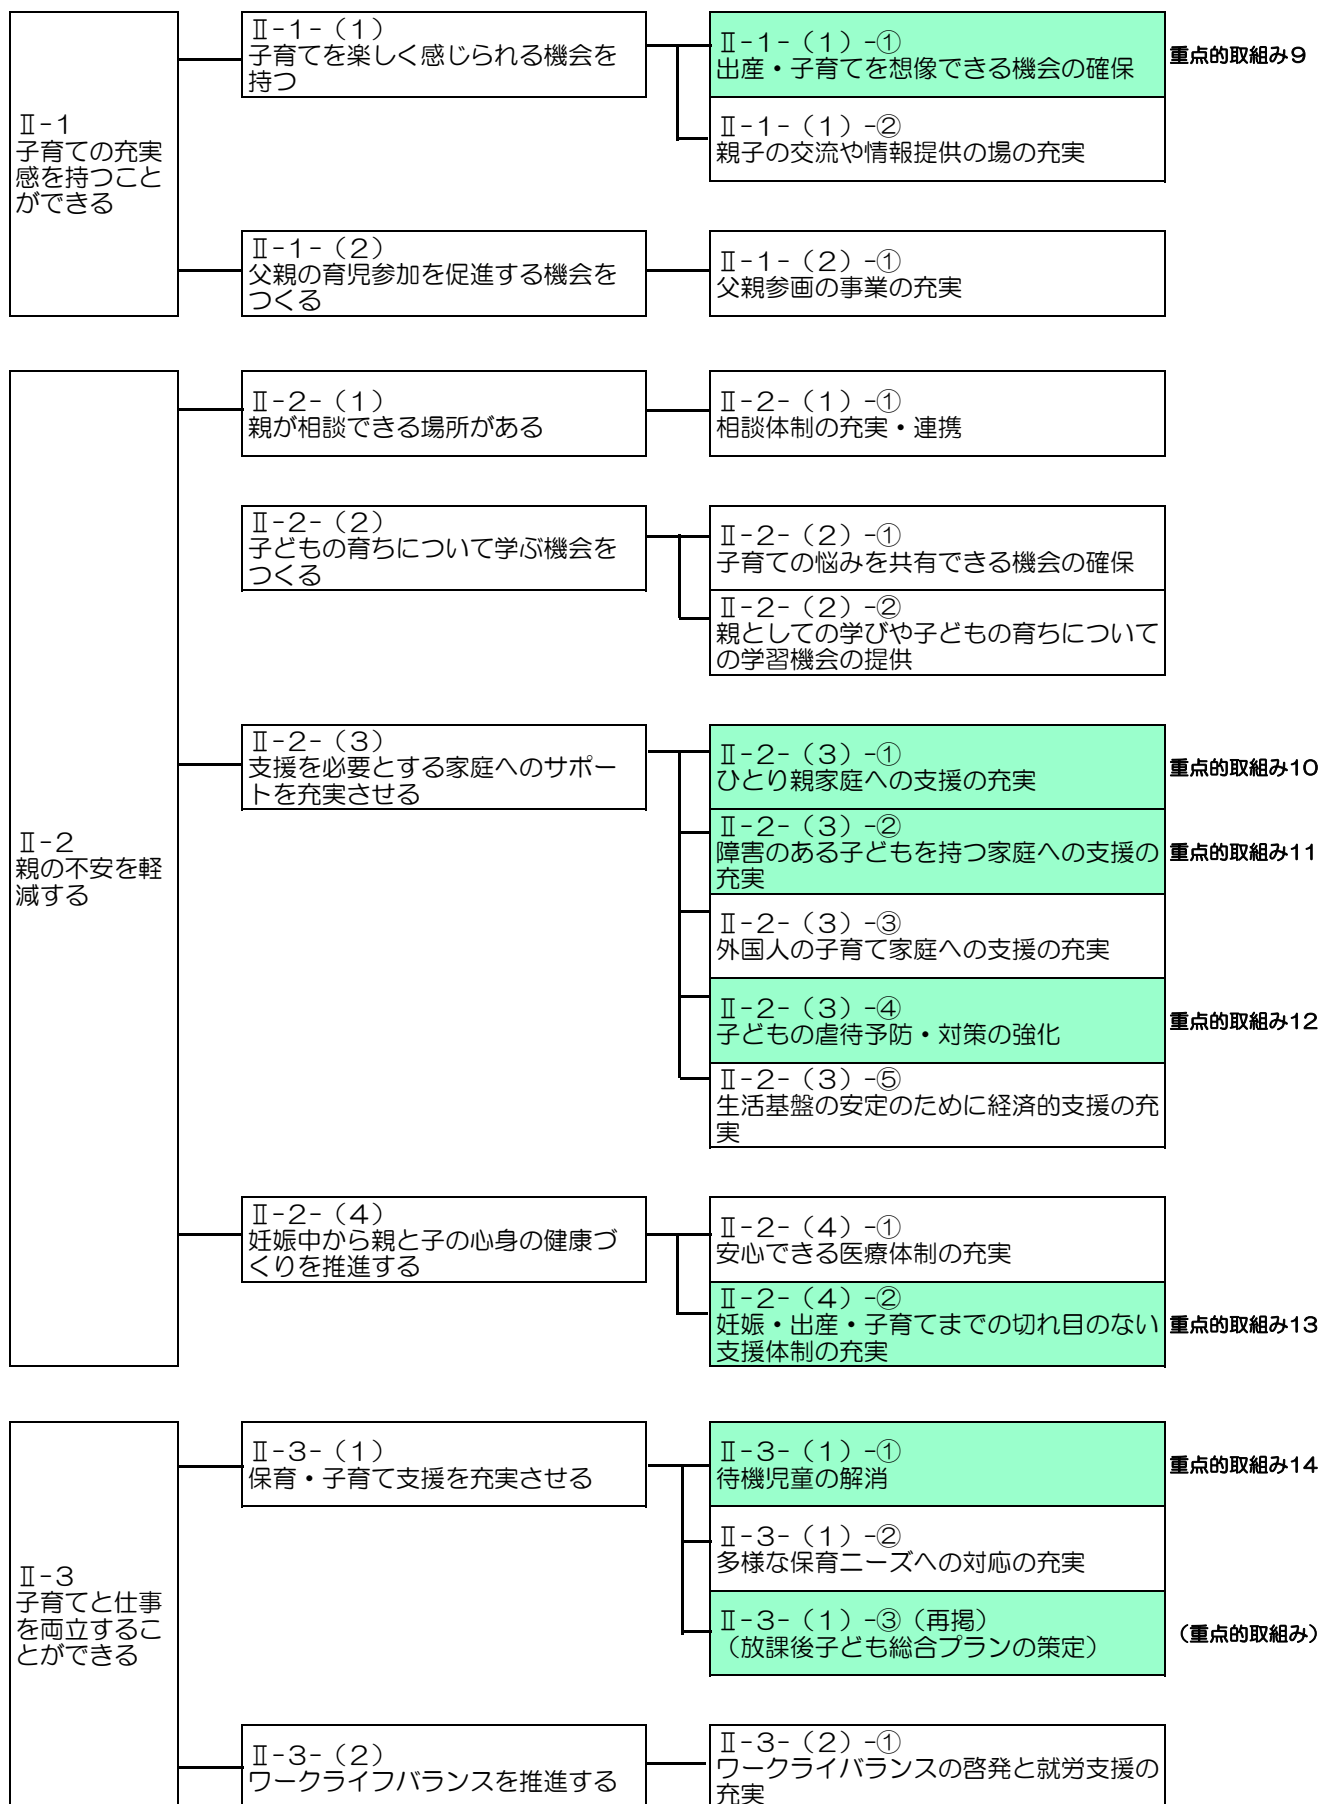 Ⅱ-1
子育ての充実
感を持つこと
ができる
Ⅱ-1-（1）
子育てを楽しく感じられる機会を
持つ
Ⅱ-1-（1）-①
出産・子育てを想像できる機会の確保
重点的取組み9
Ⅱ-1-（1）-②
親子の交流や情報提供の場の充実
Ⅱ-1-（2）
父親の育児参加を促進する機会を
つくる
Ⅱ-1-（2）-①
父親参画の事業の充実
Ⅱ-2
親の不安を軽
減する
Ⅱ-2-（1）
親が相談できる場所がある
Ⅱ-2-（1）-①
相談体制の充実・連携
Ⅱ-2-（2）
子どもの育ちについて学ぶ機会を
つくる
Ⅱ-2-（2）-①
子育ての悩みを共有できる機会の確保
Ⅱ-2-（2）-②
親としての学びや子どもの育ちについて
の学習機会の提供
Ⅱ-2-（3）
支援を必要とする家庭へのサポー
トを充実させる
Ⅱ-2-（3）-①
ひとり親家庭への支援の充実
重点的取組み10
Ⅱ-2-（3）-②
障害のある子どもを持つ家庭への支援の
充実
重点的取組み11
Ⅱ-2-（3）-③
外国人の子育て家庭への支援の充実
Ⅱ-2-（3）-④
子どもの虐待予防・対策の強化
重点的取組み12
Ⅱ-2-（3）-⑤
生活基盤の安定のために経済的支援の充
実
Ⅱ-2-（4）
妊娠中から親と子の心身の健康づ
くりを推進する
Ⅱ-2-（4）-①
安心できる医療体制の充実
Ⅱ-2-（4）-②
妊娠・出産・子育てまでの切れ目のない
支援体制の充実
重点的取組み13
Ⅱ-3
子育てと仕事
を両立するこ
とができる
Ⅱ-3-（1）
保育・子育て支援を充実させる
Ⅱ-3-（1）-①
待機児童の解消
重点的取組み14
Ⅱ-3-（1）-②
多様な保育ニーズへの対応の充実
Ⅱ-3-（1）-③（再掲）
（放課後子ども総合プランの策定）
（重点的取組み）
Ⅱ-3-（2）
ワークライフバランスを推進する
Ⅱ-3-（2）-①
ワークライバランスの啓発と就労支援の
充実